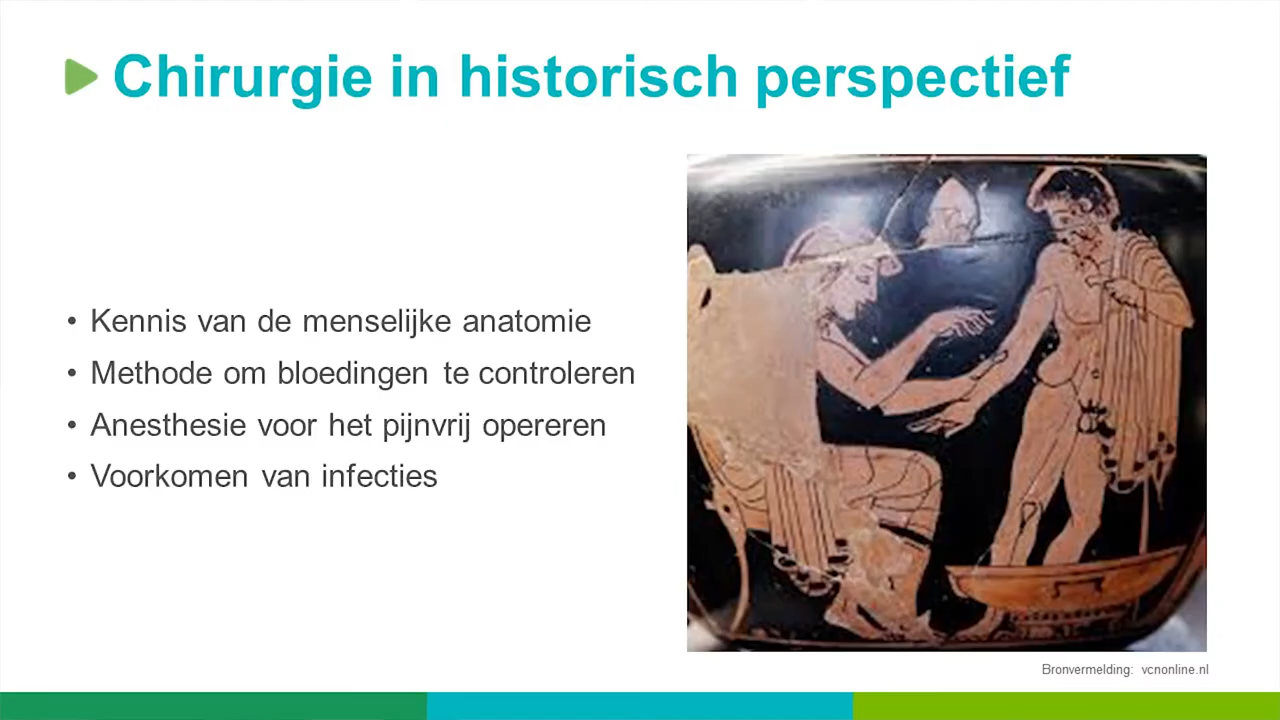 Chirurgie in historisch perspectief
• Kennis van de menselijke anatomie
• Methode om bloedingen te controleren
• Anesthesie voor het pijnvrij opereren
• Voorkomen van infecties
Bronvermelding: vcnonline.nl